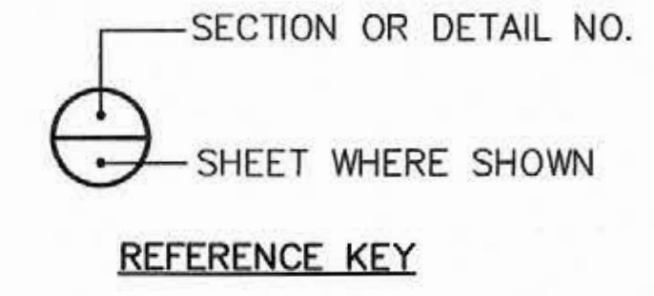 SECTION OR DETAIL NO.
SHEET WHERE SHOWN
REFERENCE KEY